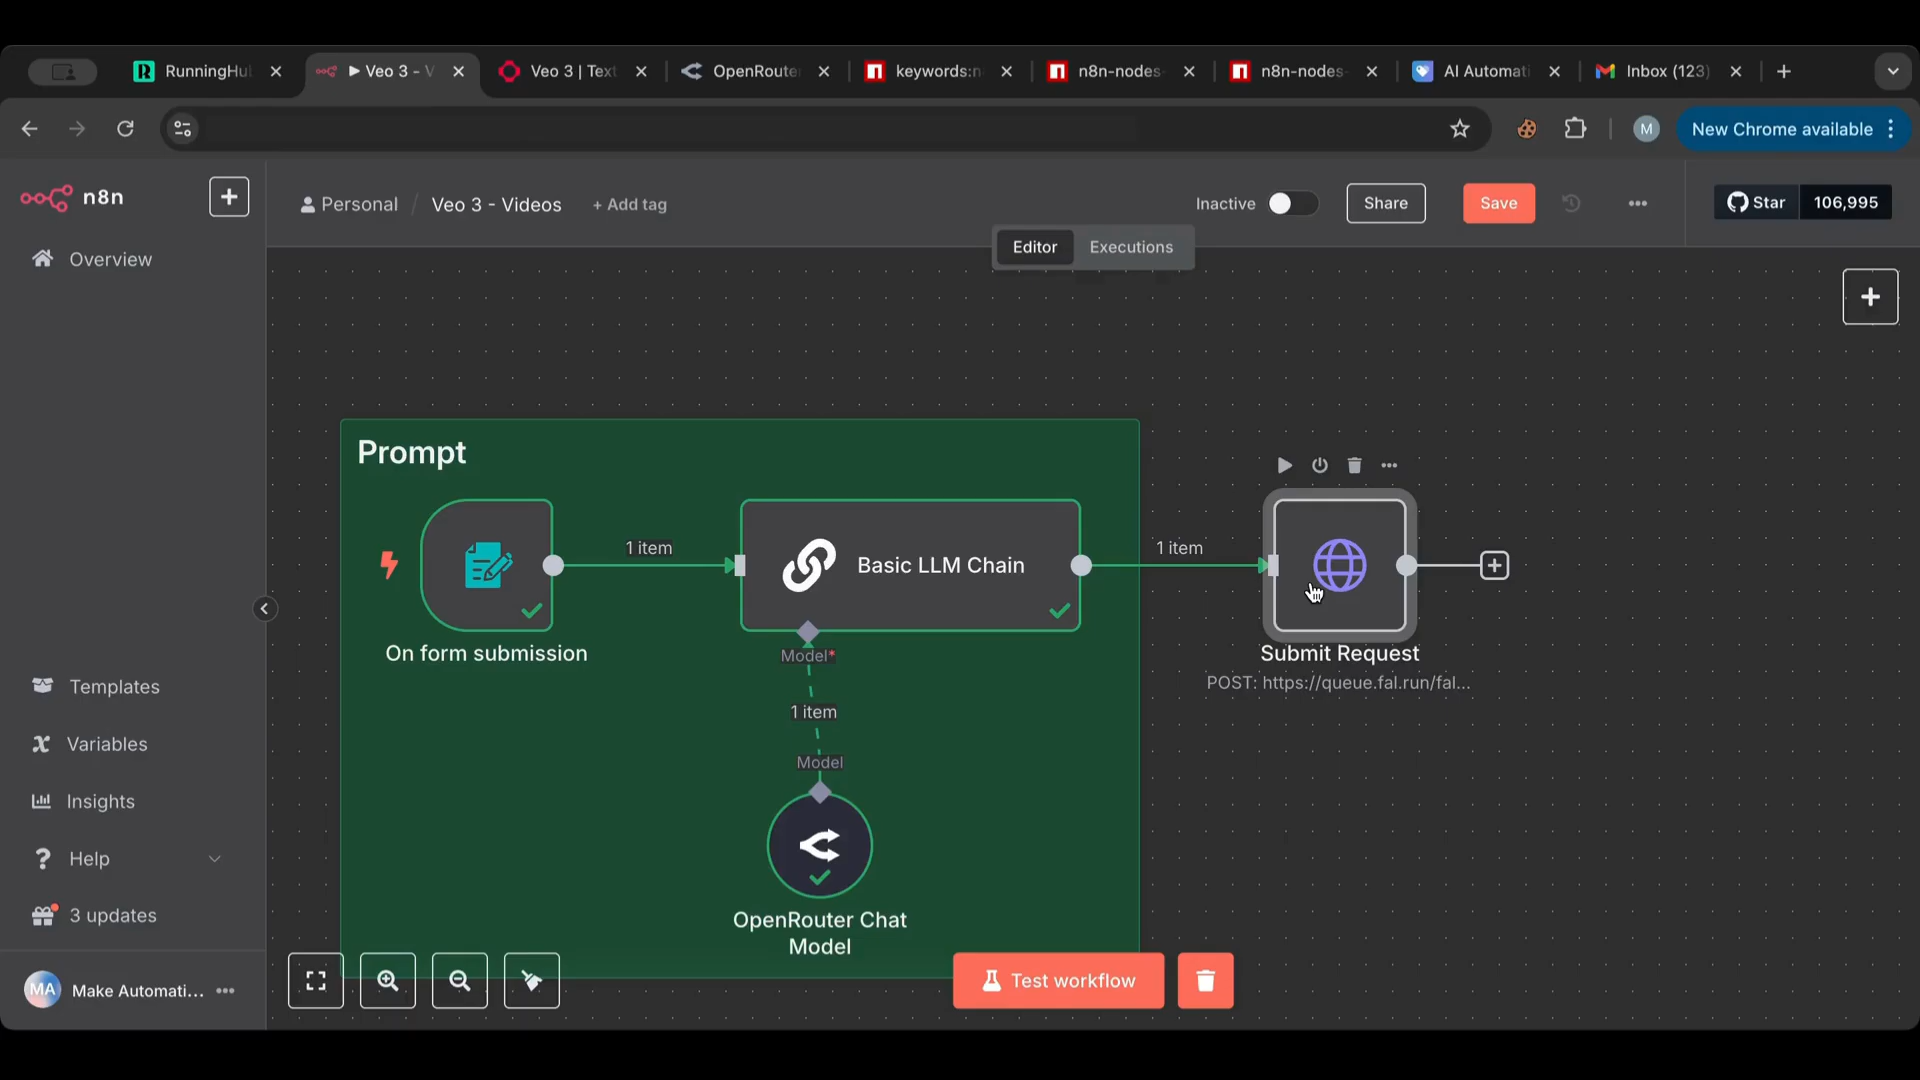 RunningHu
Veo 3 - V
Veo 3 | Text
OpenRoute
keywords:n
n8n-nodes-
n8n-nodes-
AI Automati
Inbox (123)
M
New Chrome available
n8n
Personal / Veo 3 - Videos + Add tag
Inactive
Share
Save
Star 106,995
Editor Executions
Overview
Prompt
1 item
Basic LLM Chain
1 item
On form submission
Model*
Submit Request
POST: https://queue.fal.run/fal...
1 item
Model
OpenRouter Chat
Model
Templates
Variables
Insights
Help
3 updates
MA Make Automati...
Test workflow